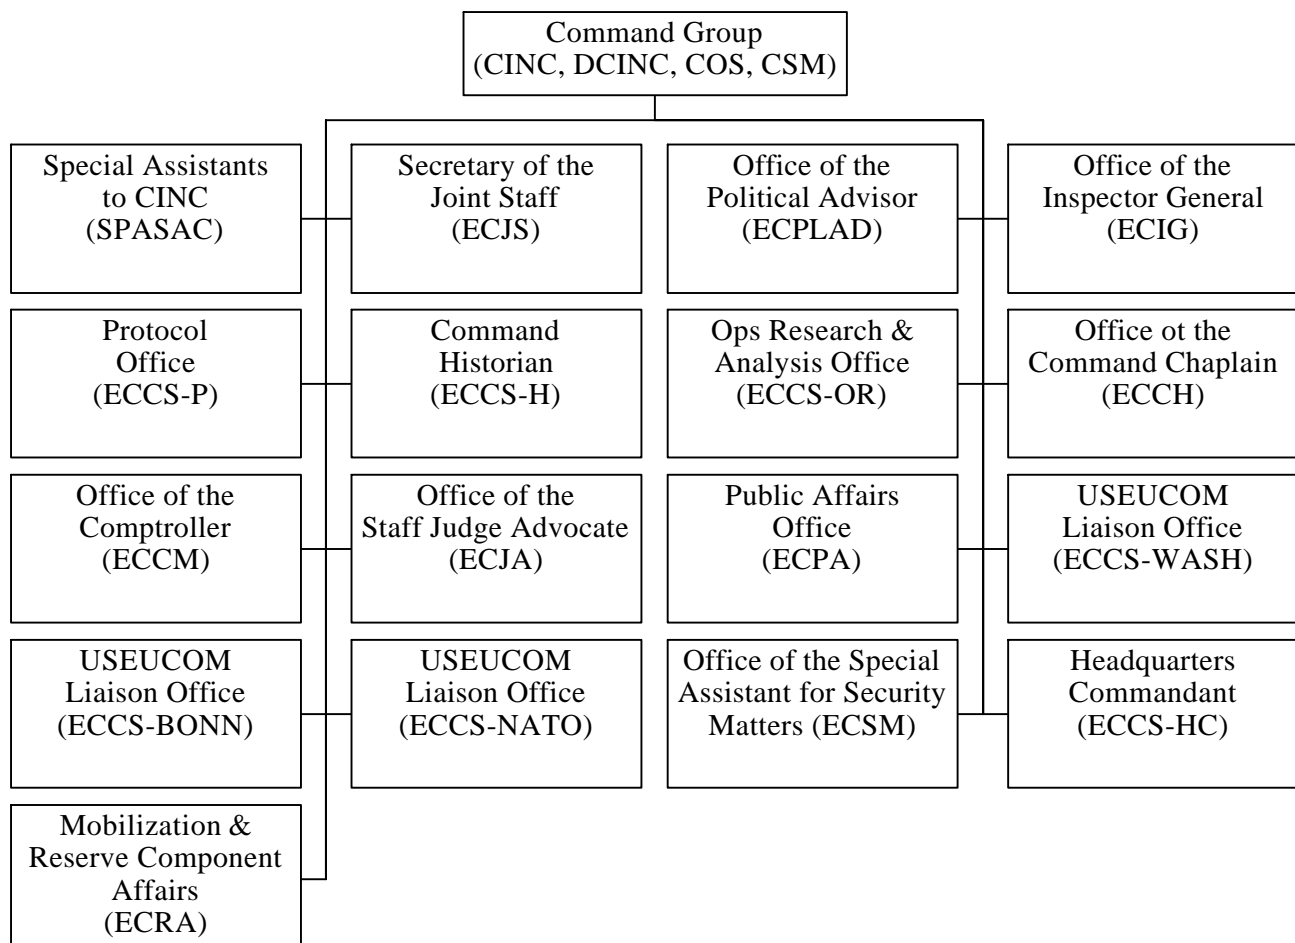 Command Group
(CINC, DCINC, COS, CSM)
Special Assistants
to CINC
(SPASAC)
Secretary of the
Joint Staff
(ECJS)
Office of the
Political Advisor
(ECPLAD)
Office of the
Inspector General
(ECIG)
Protocol
Office
(ECCS-P)
Command
Historian
(ECCS-H)
Ops Research &
Analysis Office
(ECCS-OR)
Office ot the
Command Chaplain
(ECCH)
Office of the
Comptroller
(ECCM)
Office of the
Staff Judge Advocate
(ECJA)
Public Affairs
Office
(ECPA)
USEUCOM
Liaison Office
(ECCS-WASH)
USEUCOM
Liaison Office
(ECCS-BONN)
USEUCOM
Liaison Office
(ECCS-NATO)
Office of the Special
Assistant for Security
Matters (ECSM)
Headquarters
Commandant
(ECCS-HC)
Mobilization &
Reserve Component
Affairs
(ECRA)